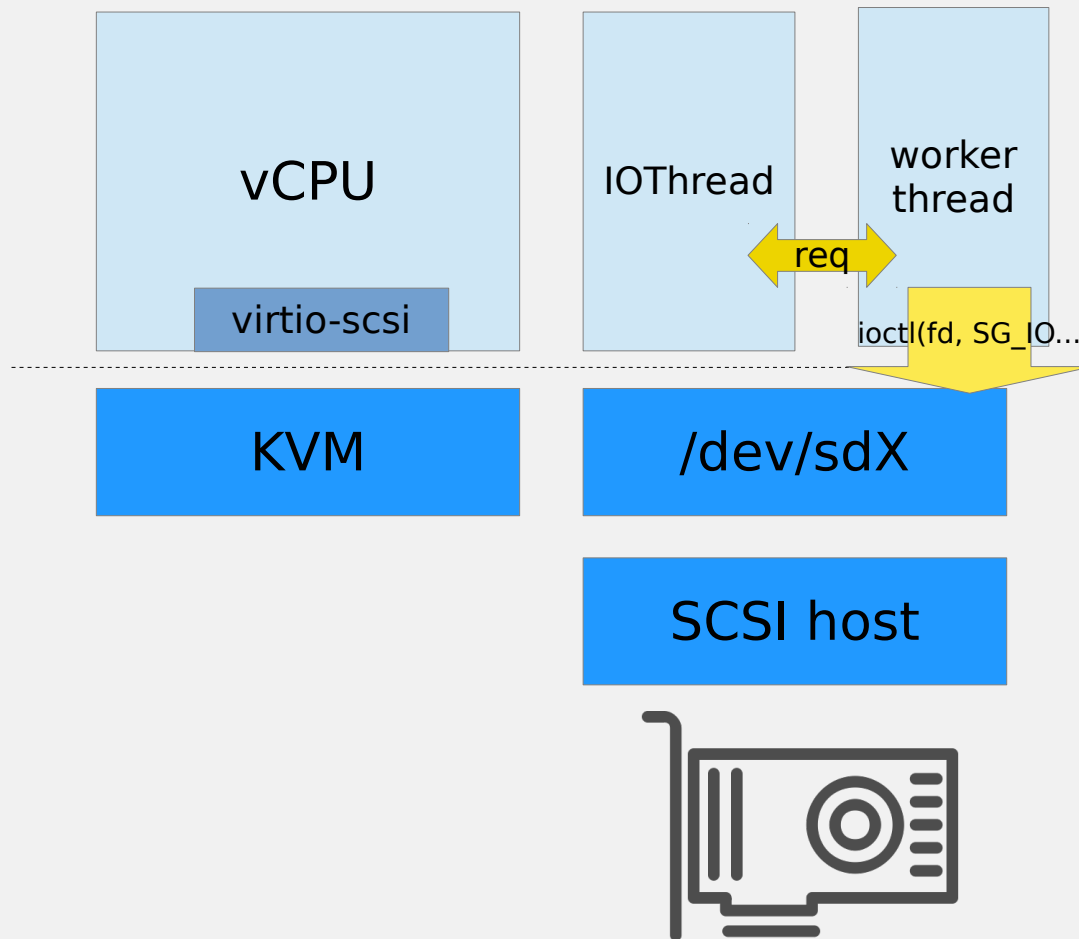 vCPU
IOThread
worker
thread
req
virtio-scsi
ioctl(fd, SG_IO...
KVM
/dev/sdX
SCSI host